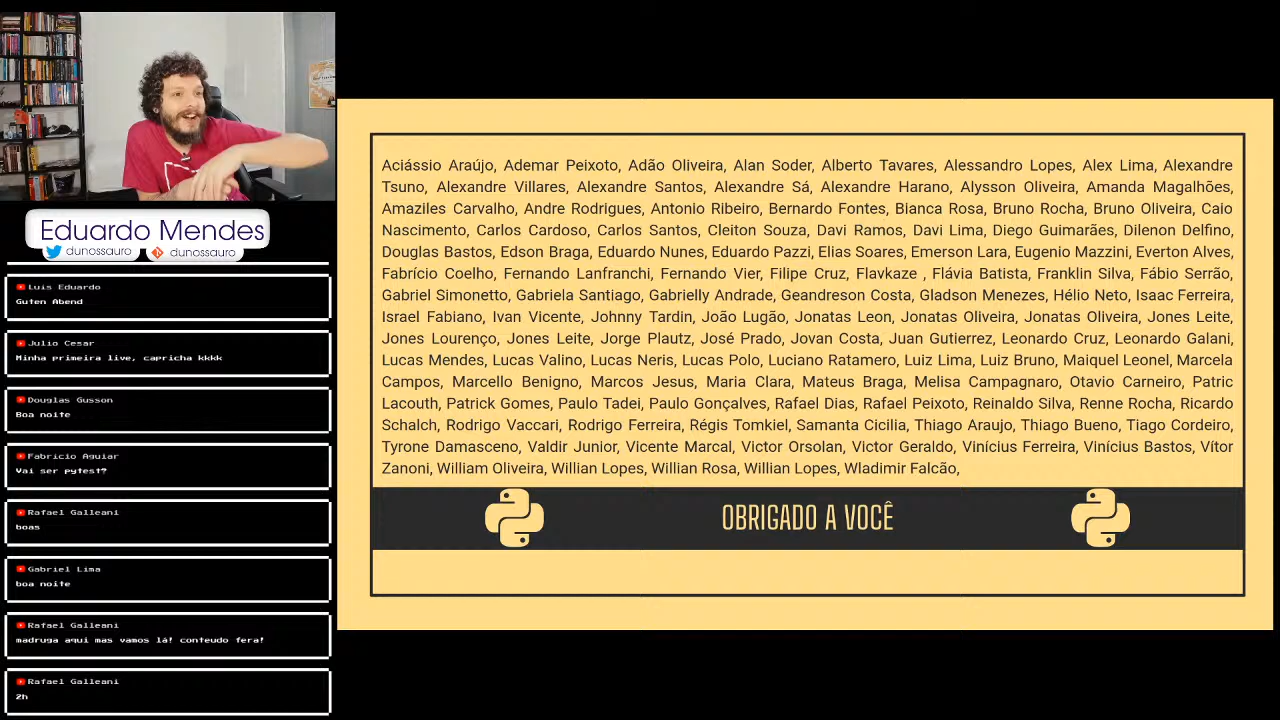 Eduardo Mendes
dunossauro
dunossauro
Luis Eduardo
Guten Abend
Julio Cesar
Minha primeira live, capricha kkkk
Douglas Gusson
Boa noite
Fabricio Aguiar
Vai ser pytest?
Rafael Galleani
boas
Gabriel Lima
boa noite
Rafael Galleani
madruga aqui mas vamos lá! conteudo fera!
Rafael Galleani
2h
Aciássio Araújo, Ademar Peixoto, Adão Oliveira, Alan Soder, Alberto Tavares, Alessandro Lopes, Alex Lima, Alexandre
Tsuno, Alexandre Villares, Alexandre Santos, Alexandre Sá, Alexandre Harano, Alysson Oliveira, Amanda Magalhões,
Amaziles Carvalho, Andre Rodrigues, Antonio Ribeiro, Bernardo Fontes, Bianca Rosa, Bruno Rocha, Bruno Oliveira, Caio
Nascimento, Carlos Cardoso, Carlos Santos, Cleiton Souza, Davi Ramos, Davi Lima, Diego Guimarães, Dilenon Delfino,
Douglas Bastos, Edson Braga, Eduardo Nunes, Eduardo Pazzi, Elias Soares, Emerson Lara, Eugenio Mazzini, Everton Alves,
Fabrício Coelho, Fernando Lanfranchi, Fernando Vier, Filipe Cruz, Flavkaze , Flávia Batista, Franklin Silva, Fábio Serrão,
Gabriel Simonetto, Gabriela Santiago, Gabrielly Andrade, Geandreson Costa, Gladson Menezes, Hélio Neto, Isaac Ferreira,
Israel Fabiano, Ivan Vicente, Johnny Tardin, João Lugão, Jonatas Leon, Jonatas Oliveira, Jonatas Oliveira, Jones Leite,
Jones Lourenço, Jones Leite, Jorge Plautz, José Prado, Jovan Costa, Juan Gutierrez, Leonardo Cruz, Leonardo Galani,
Lucas Mendes, Lucas Valino, Lucas Neris, Lucas Polo, Luciano Ratamero, Luiz Lima, Luiz Bruno, Maiquel Leonel, Marcela
Campos, Marcello Benigno, Marcos Jesus, Maria Clara, Mateus Braga, Melisa Campagnaro, Otavio Carneiro, Patric
Lacouth, Patrick Gomes, Paulo Tadei, Paulo Gonçalves, Rafael Dias, Rafael Peixoto, Reinaldo Silva, Renne Rocha, Ricardo
Schalch, Rodrigo Vaccari, Rodrigo Ferreira, Régis Tomkiel, Samanta Cicilia, Thiago Araujo, Thiago Bueno, Tiago Cordeiro,
Tyrone Damasceno, Valdir Junior, Vicente Marcal, Victor Orsolan, Victor Geraldo, Vinícius Ferreira, Vinícius Bastos, Vítor
Zanoni, William Oliveira, Willian Lopes, Willian Rosa, Willian Lopes, Wladimir Falcão,
OBRIGADO A VOCÊ